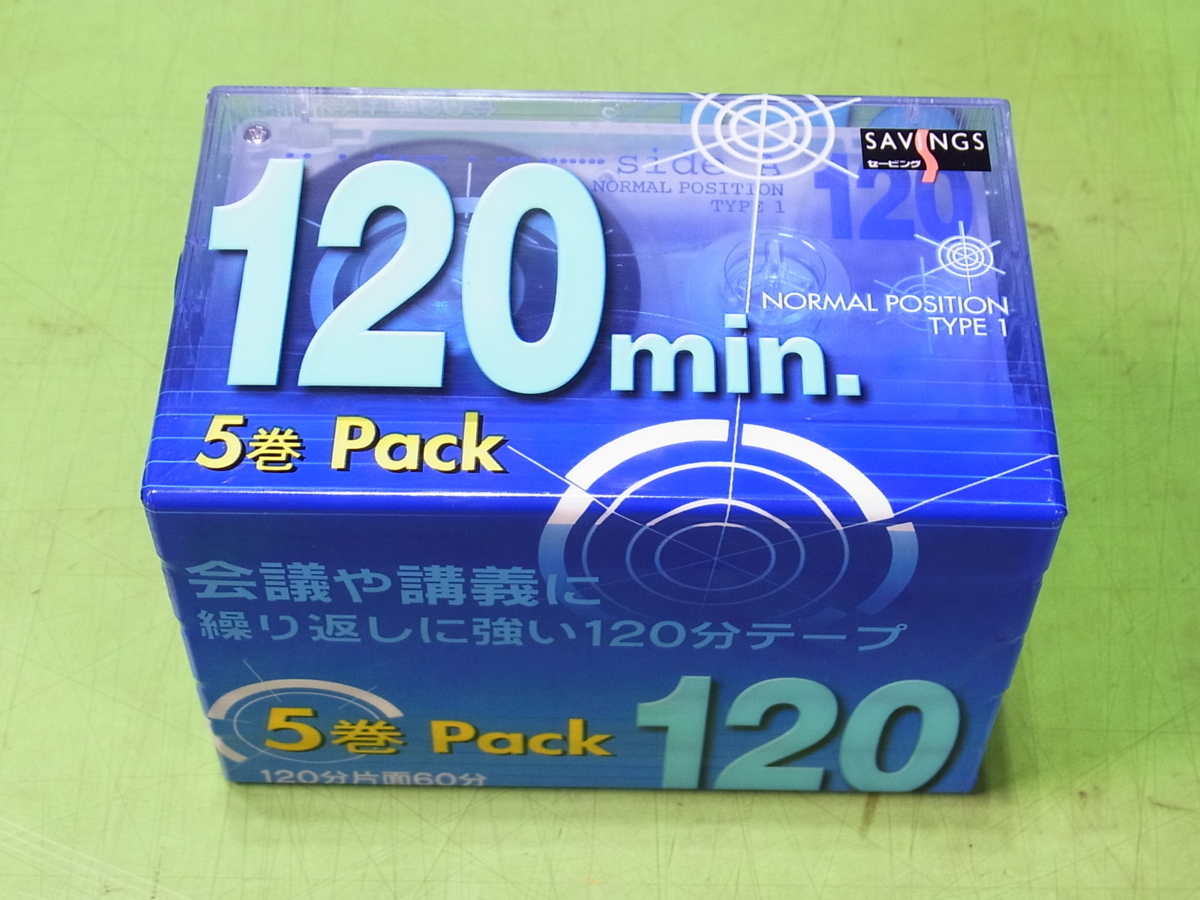 SAVINGS
セービング
side A
NORMAL POSITION
TYPE 1
120
120min.
NORMAL POSITION
TYPE 1
5巻 Pack
会議や講義に
繰り返しに強い120分テープ
5巻 Pack
120
120分片面60分